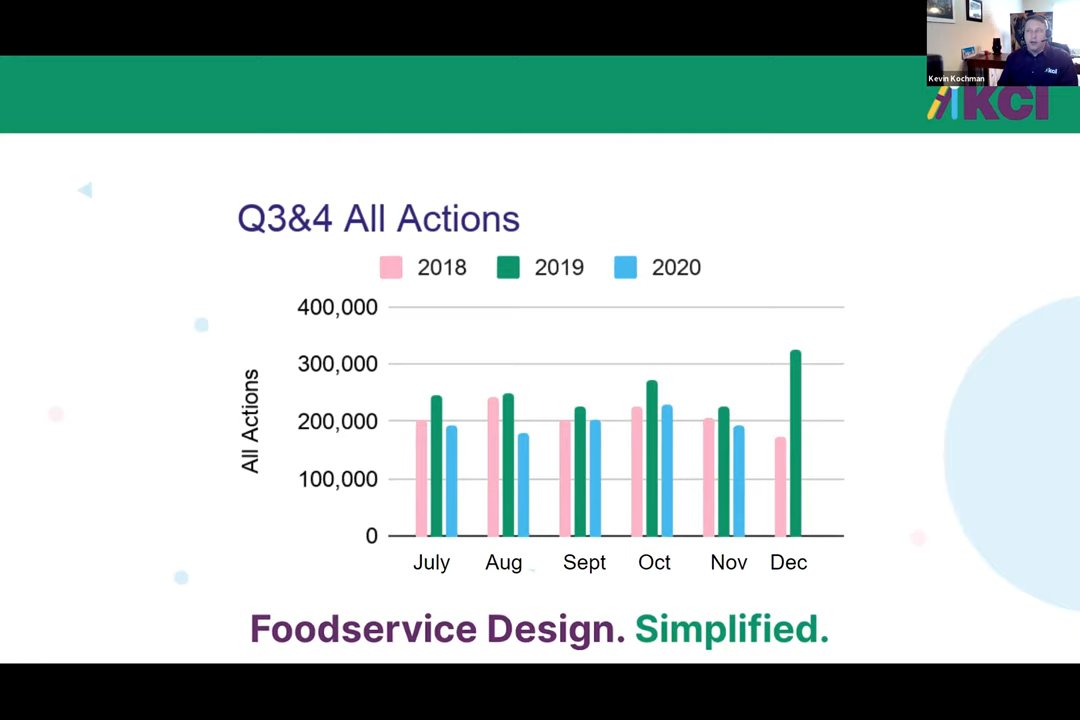 Kevin Kochman
kci
KCI
Q3&4 All Actions
2018 2019 2020
400,000
300,000
200,000
100,000
0
All Actions
July Aug Sept Oct Nov Dec
Foodservice Design. Simplified.